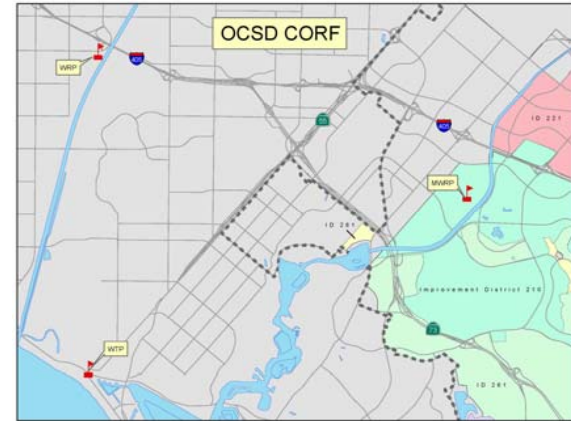 OCSD CORF
WRP
405
55
405
ID 221
MWRP
ID 261
Improvement District 210
73
WTP
ID 261